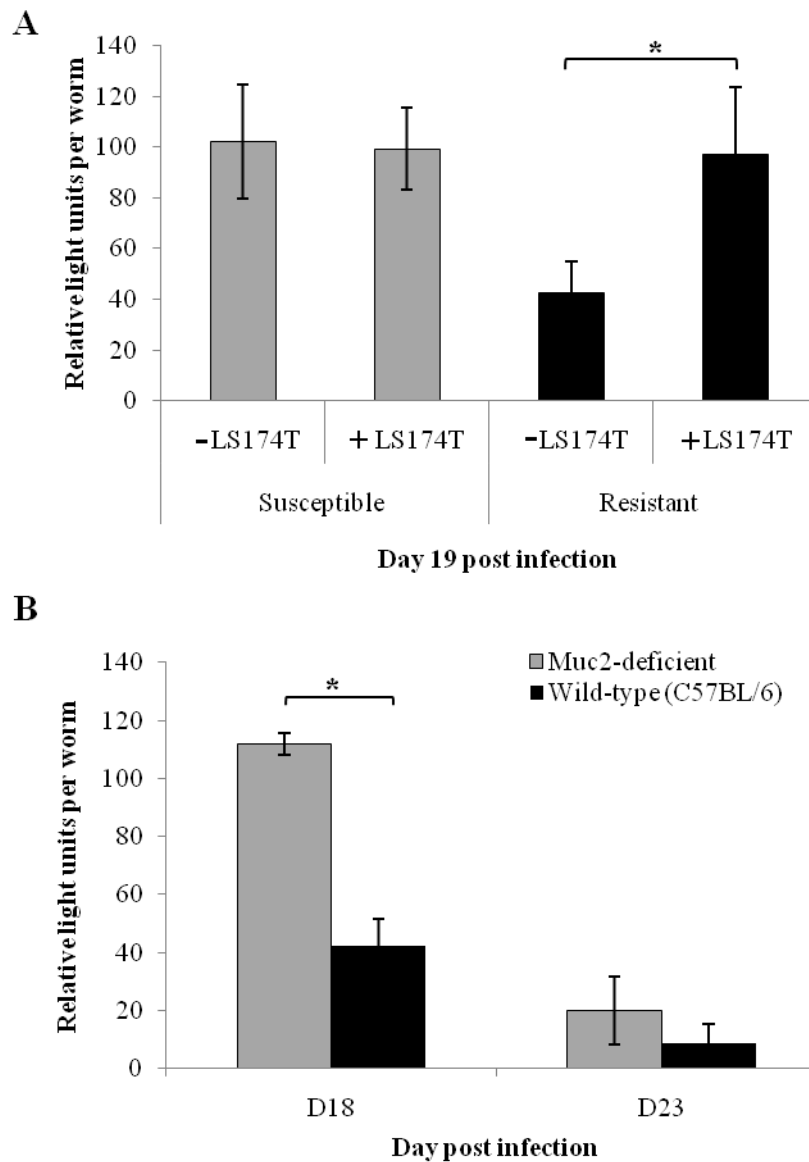 A
Relative light units per worm
140
120
100
80
60
40
20
0
*
-LS174T
+ LS174T
-LS174T
+LS174T
Susceptible
Resistant
Day 19 post infection
B
Relative light units per worm
140
120
100
80
60
40
20
0
*
Muc2-deficient
Wild-type (C57BL/6)
D18
D23
Day post infection